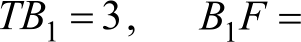 TB₁ = 3 ,    B₁F =